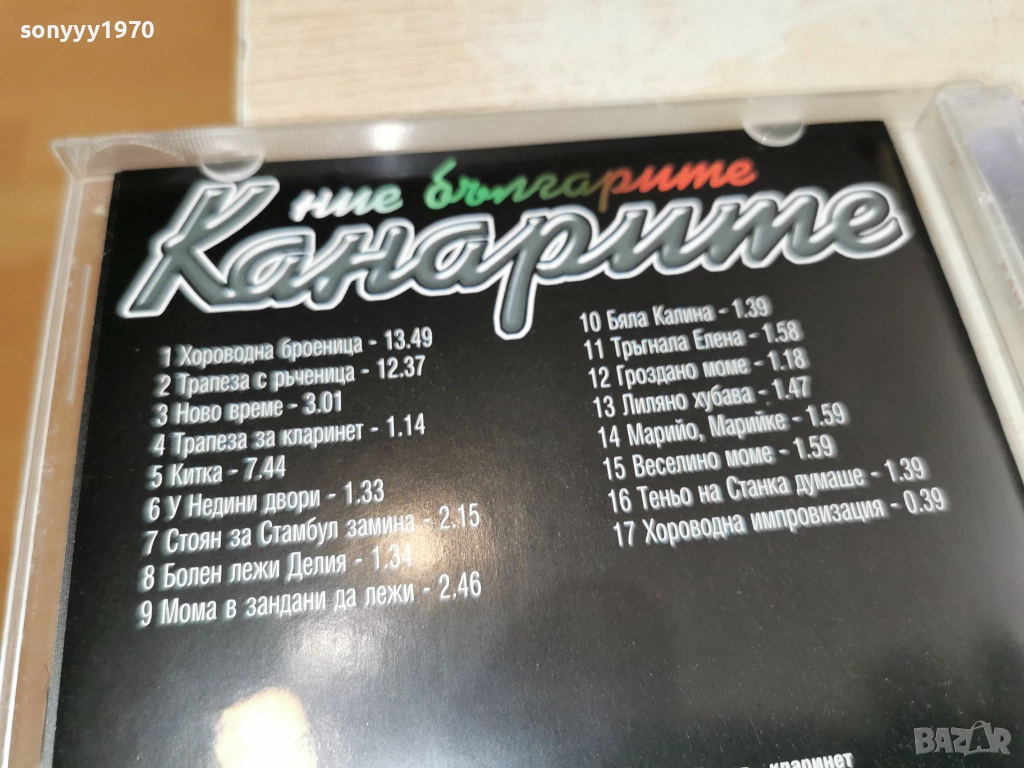 sonyyy1970
ние българите
Канарите
1 Хороводна броеница - 13.49
2 Трапеза с ръченица - 12.37
3 Ново време - 3.01
4 Трапеза за кларинет - 1.14
5 Китка - 7.44
6 У Недини двори - 1.33
7 Стоян за Стамбул замина - 2.15
8 Болен лежи Делия - 1.34
9 Мома в зандани да лежи - 2.46
10 Бяла Калина - 1.39
11 Тръгнала Елена - 1.58
12 Гроздано моме - 1.18
13 Лиляно хубава - 1.47
14 Марийо, Марийке - 1.59
15 Веселино моме - 1.59
16 Теньо на Станка думаше - 1.39
17 Хороводна импровизация - 0.39
кларинет
BAZAR